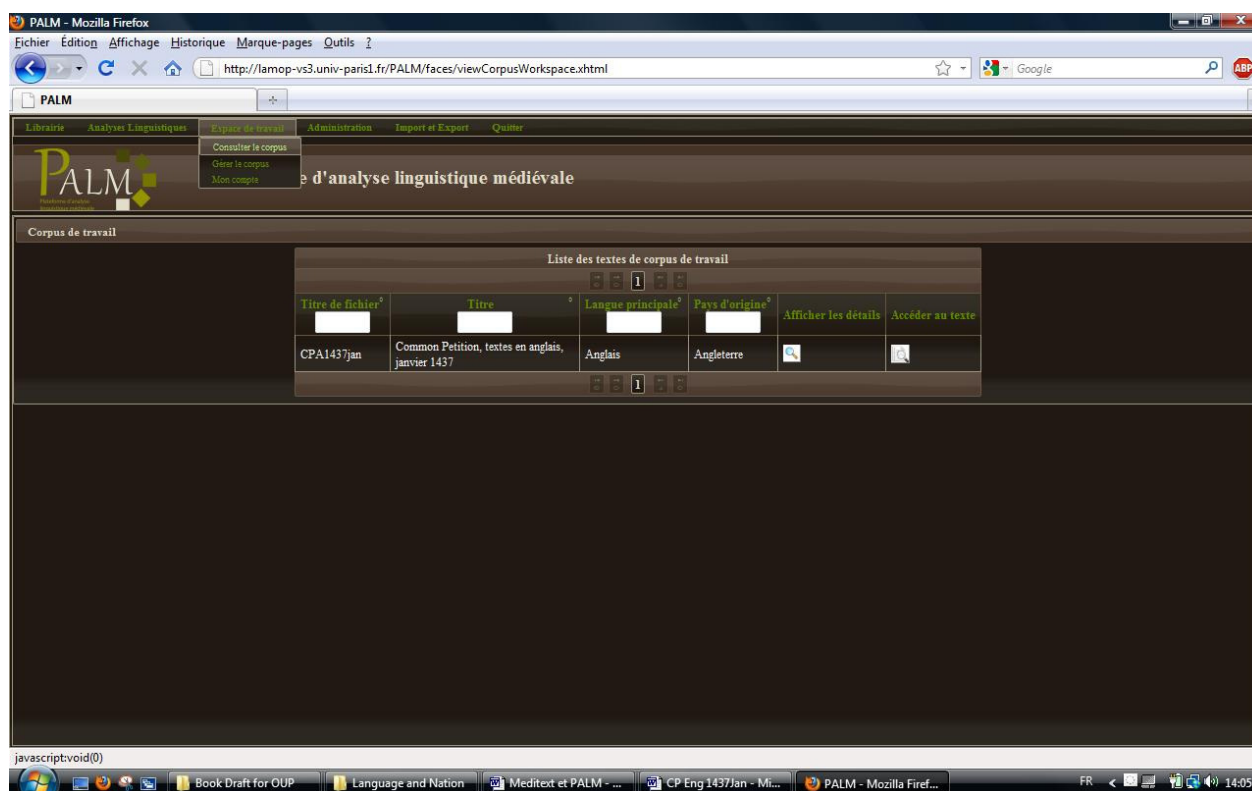 PALM - Mozilla Firefox
Fichier Édition Affichage Historique Marque-pages Outils ?
http://lamop-vs3.univ-paris1.fr/PALM/faces/viewCorpusWorkspace.xhtml Google ABP
PALM
Librairie Analyses Linguistiques Espace de travail Administration Import et Export Quitter
Consulter le corpus
Gérer le corpus
Mon compte
PALM
Plateforme d'analyse
linguistique médiévale
e d'analyse linguistique médiévale
Corpus de travail
Liste des textes de corpus de travail
1
Titre de fichier Titre Langue principale Pays d'origine Afficher les détails Accéder au texte
CPA1437jan Common Petition, textes en anglais, janvier 1437 Anglais Angleterre
1
javascript:void(0)
Book Draft for OUP Language and Nation Meditext et PALM - ... CP Eng 1437Jan - Mi... PALM - Mozilla Firef... FR 14:05